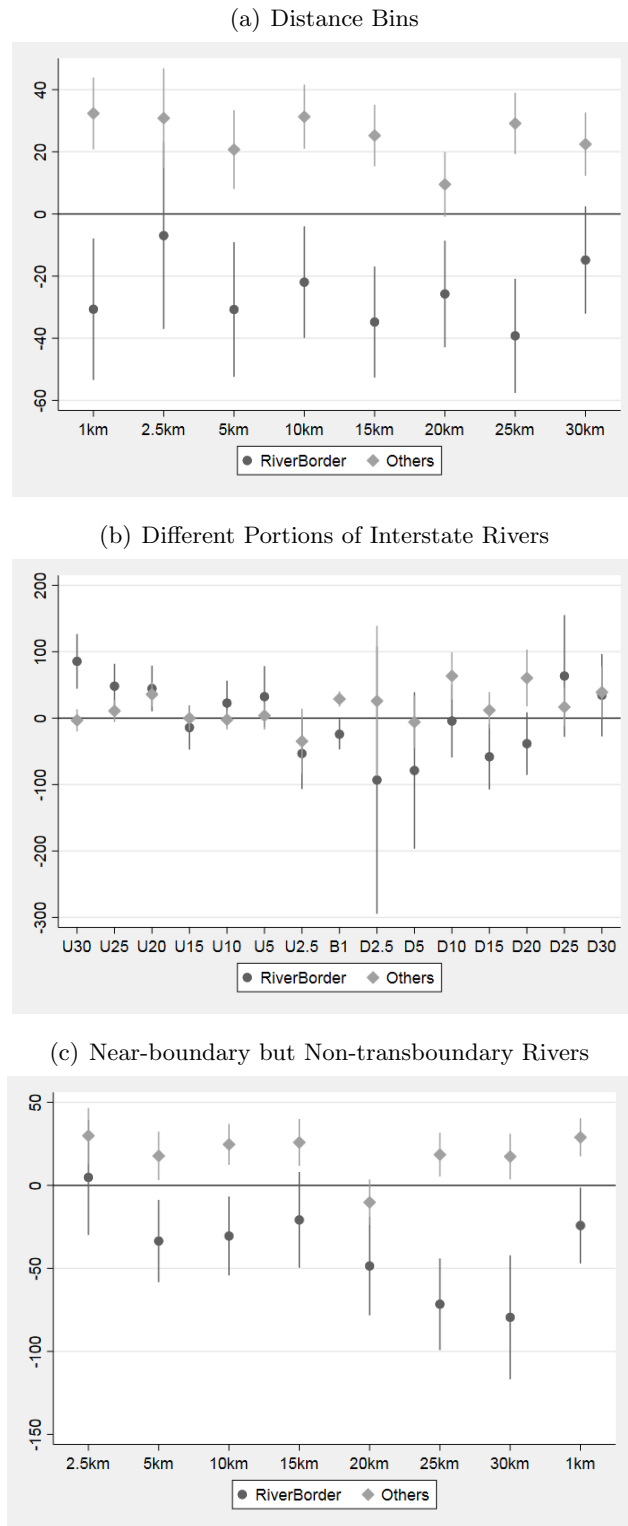 (a) Distance Bins
40
20
0
-20
-40
-60
1km 2.5km 5km 10km 15km 20km 25km 30km
RiverBorder Others
(b) Different Portions of Interstate Rivers
200
100
0
-100
-200
-300
U30 U25 U20 U15 U10 U5 U2.5 B1 D2.5 D5 D10 D15 D20 D25 D30
RiverBorder Others
(c) Near-boundary but Non-transboundary Rivers
50
0
-50
-100
-150
2.5km 5km 10km 15km 20km 25km 30km 1km
RiverBorder Others